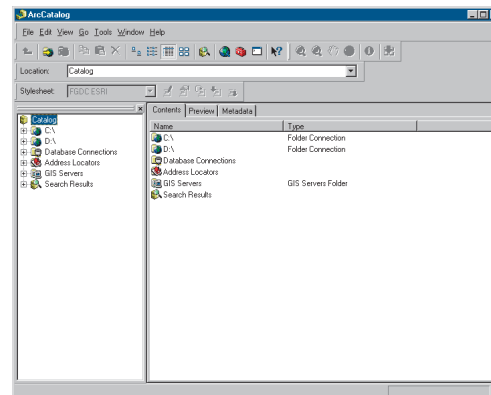 ArcCatalog
File Edit View Go Tools Window Help
Location: Catalog
Stylesheet: FGDC ESRI
Catalog
C:\
D:\
Database Connections
Address Locators
GIS Servers
Search Results
Contents Preview Metadata
Name Type
C:\ Folder Connection
D:\ Folder Connection
Database Connections
Address Locators
GIS Servers GIS Servers Folder
Search Results